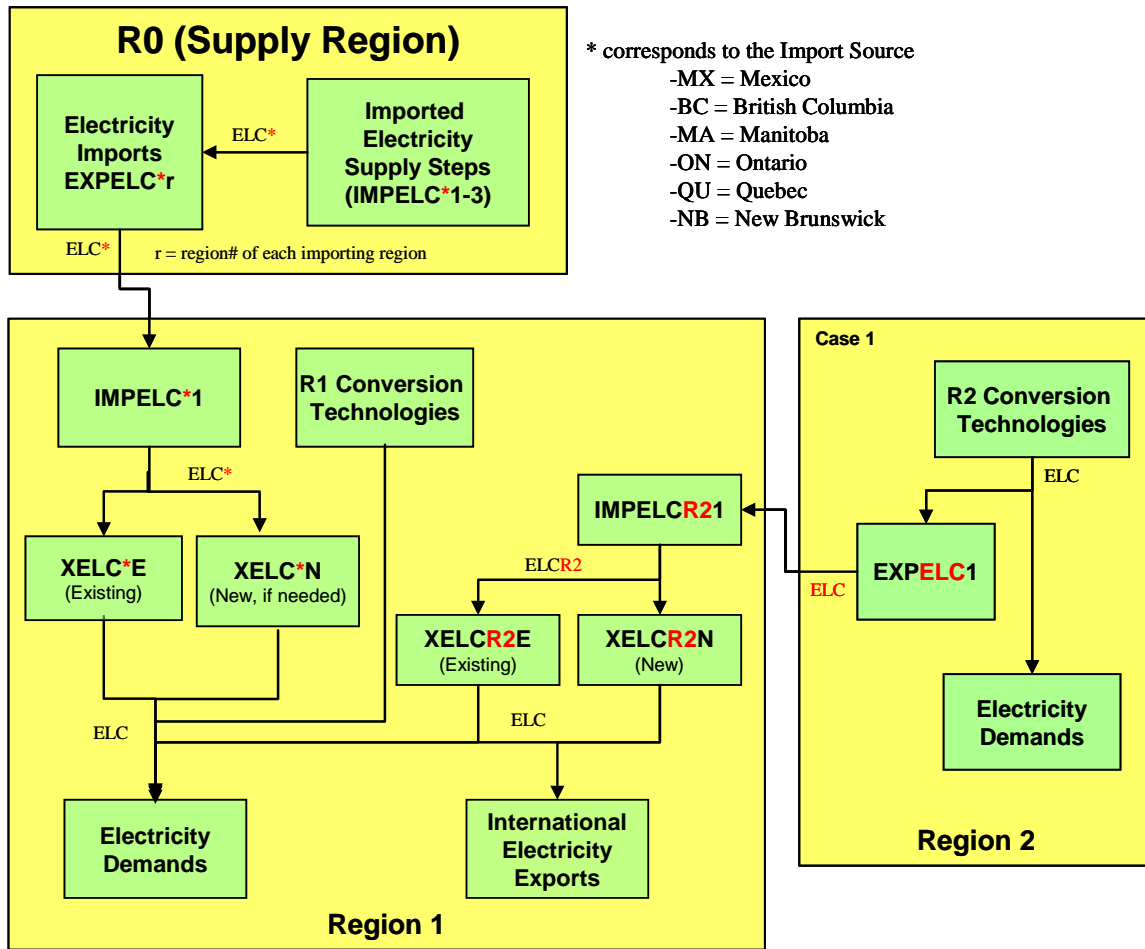 R0 (Supply Region)
Electricity
Imports
EXPELC*r
ELC*
Imported
Electricity
Supply Steps
(IMPELC*1-3)
ELC*
r = region# of each importing region
* corresponds to the Import Source
-MX = Mexico
-BC = British Columbia
-MA = Manitoba
-ON = Ontario
-QU = Quebec
-NB = New Brunswick
IMPELC*1
R1 Conversion
Technologies
ELC*
XELC*E
(Existing)
XELC*N
(New, if needed)
IMPELCR21
ELCR2
XELCR2E
(Existing)
XELCR2N
(New)
ELC
ELC
Electricity
Demands
International
Electricity
Exports
Region 1
Case 1
R2 Conversion
Technologies
ELC
EXPELC1
ELC
Electricity
Demands
Region 2